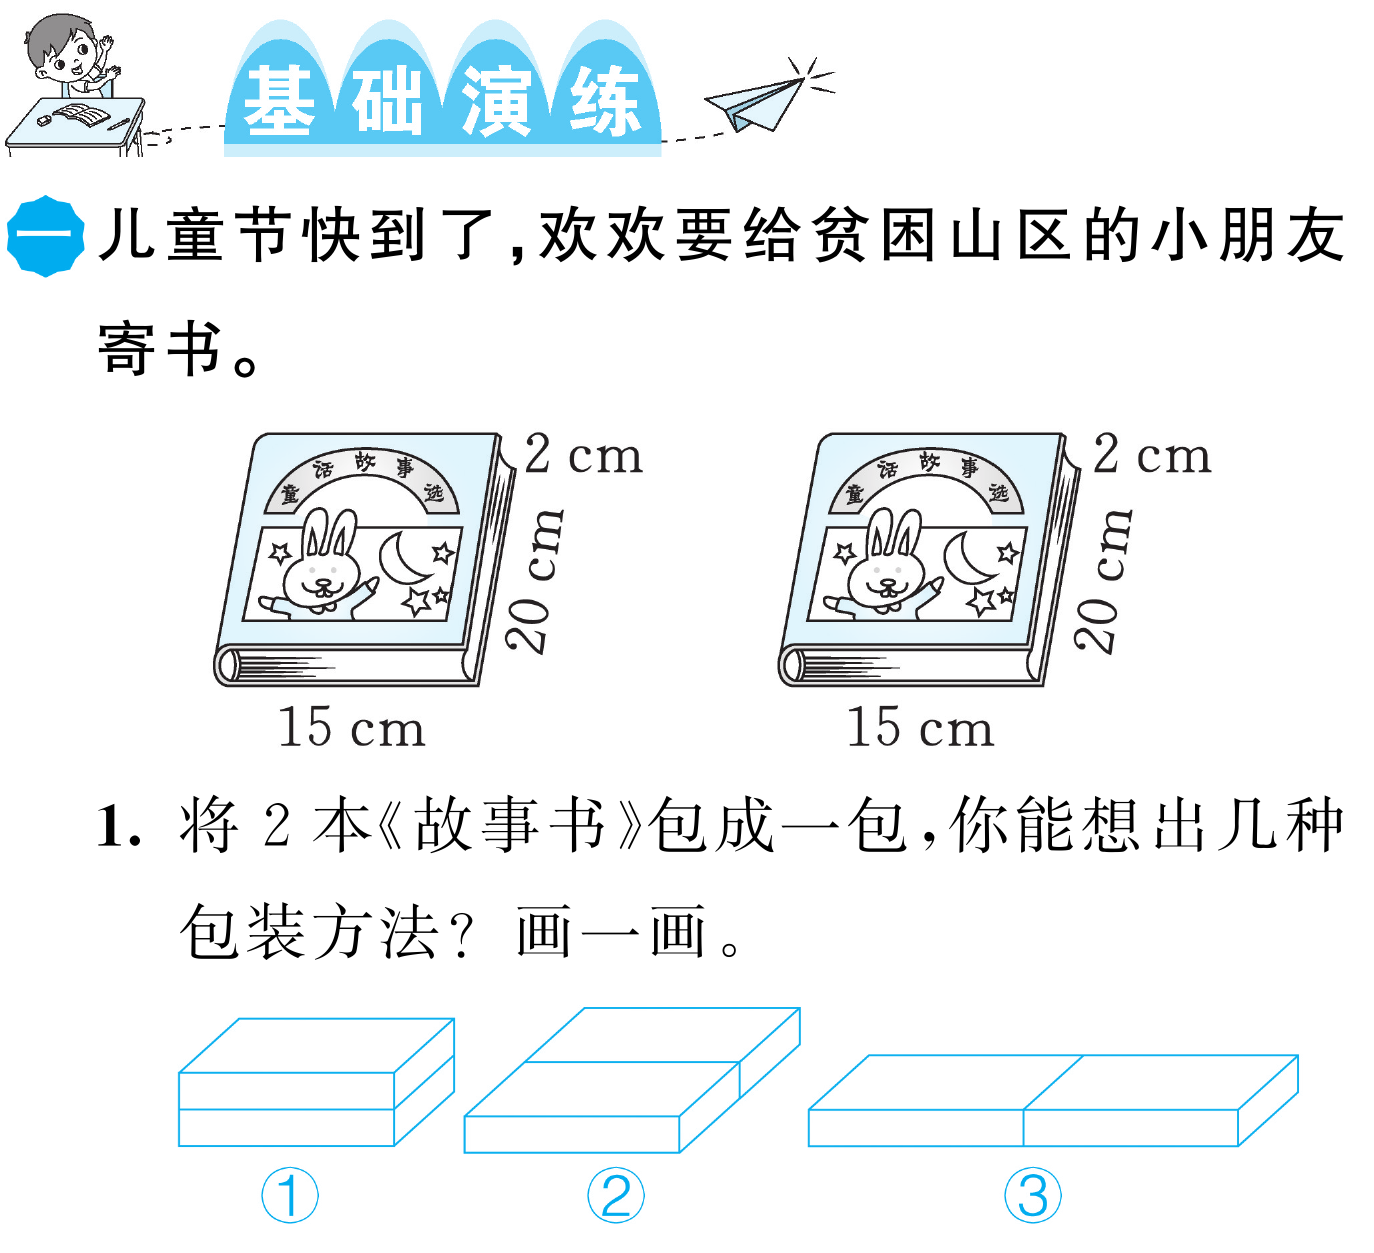 基础演练
一 儿童节快到了,欢欢要给贫困山区的小朋友
寄书。
童话故事选 2 cm 20 cm 15 cm
童话故事选 2 cm 20 cm 15 cm
1. 将 2 本《故事书》包成一包,你能想出几种
包装方法? 画一画。
① ② ③